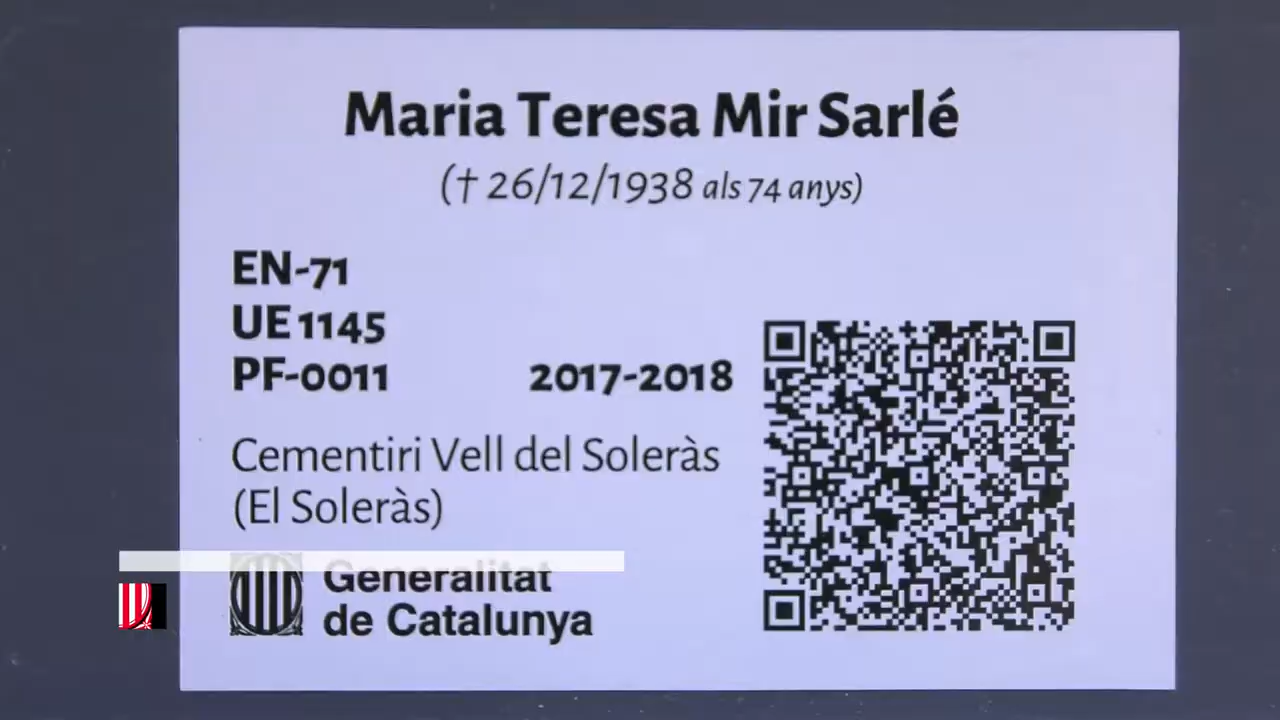 Maria Teresa Mir Sarlé
(† 26/12/1938 als 74 anys)
EN-71
UE 1145
PF-0011 2017-2018
Cementiri Vell del Soleràs
(El Soleràs)
Generalitat
de Catalunya